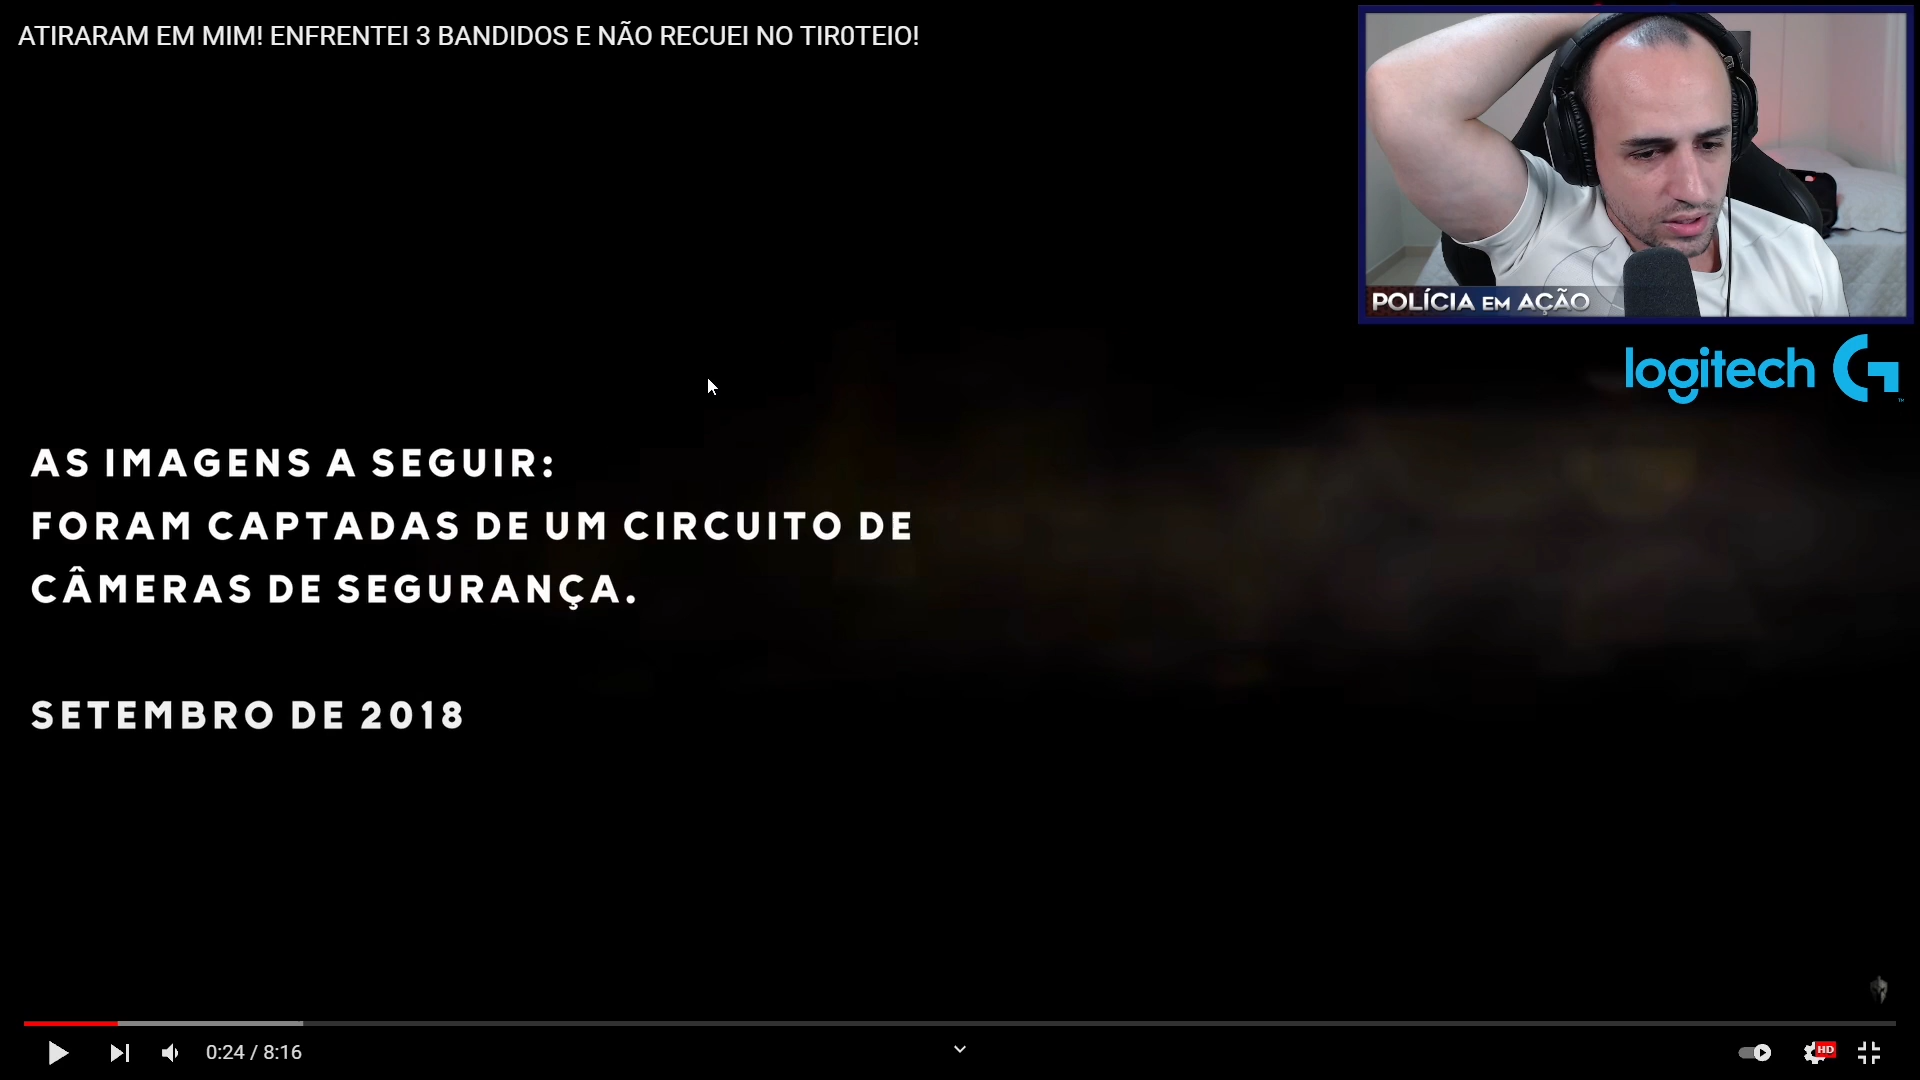 ATIRARAM EM MIM! ENFRENTEI 3 BANDIDOS E NÃO RECUEI NO TIR0TEIO!
POLÍCIA EM AÇÃO
logitech G
AS IMAGENS A SEGUIR:
FORAM CAPTADAS DE UM CIRCUITO DE
CÂMERAS DE SEGURANÇA.
SETEMBRO DE 2018
0:24 / 8:16
HD